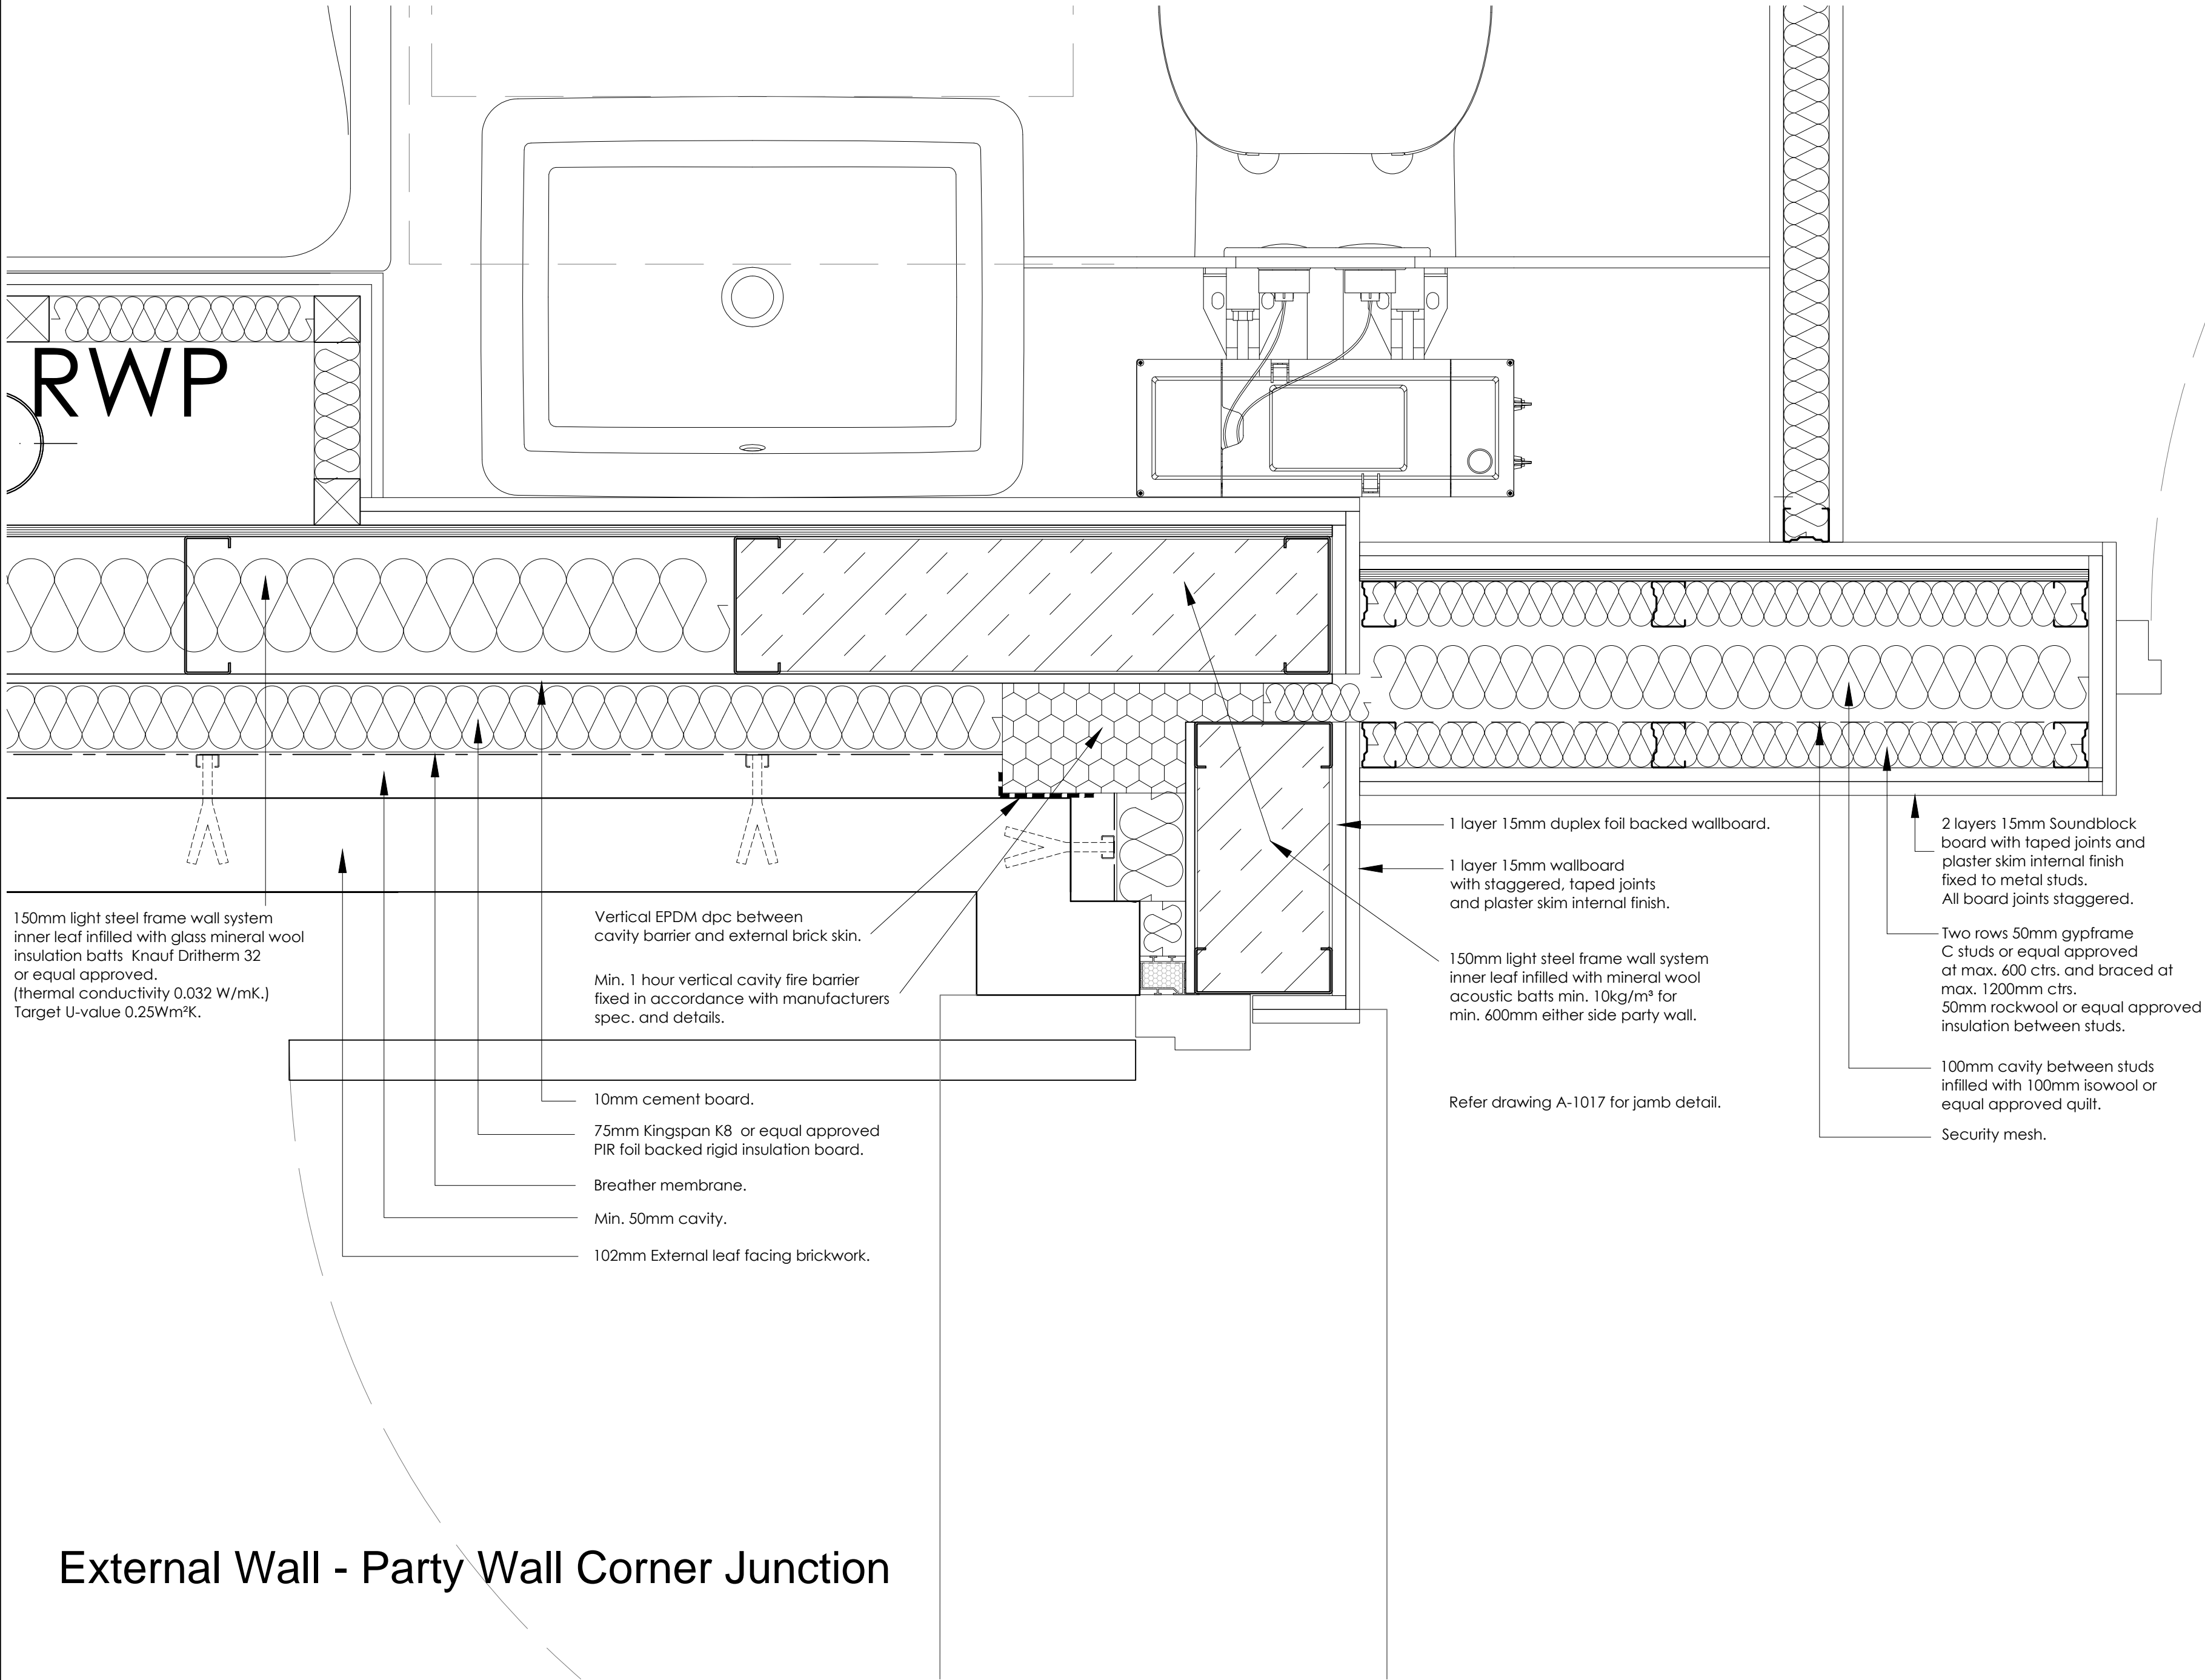 RWP
150mm light steel frame wall system
inner leaf infilled with glass mineral wool
insulation batts  Knauf Dritherm 32
or equal approved.
(thermal conductivity 0.032 W/mK.)
Target U-value 0.25Wm²K.
Vertical EPDM dpc between
cavity barrier and external brick skin.
Min. 1 hour vertical cavity fire barrier
fixed in accordance with manufacturers
spec. and details.
10mm cement board.
75mm Kingspan K8  or equal approved
PIR foil backed rigid insulation board.
Breather membrane.
Min. 50mm cavity.
102mm External leaf facing brickwork.
1 layer 15mm duplex foil backed wallboard.
1 layer 15mm wallboard
with staggered, taped joints
and plaster skim internal finish.
150mm light steel frame wall system
inner leaf infilled with mineral wool
acoustic batts min. 10kg/m³ for
min. 600mm either side party wall.
Refer drawing A-1017 for jamb detail.
2 layers 15mm Soundblock
board with taped joints and
plaster skim internal finish
fixed to metal studs.
All board joints staggered.
Two rows 50mm gypframe
C studs or equal approved
at max. 600 ctrs. and braced at
max. 1200mm ctrs.
50mm rockwool or equal approved
insulation between studs.
100mm cavity between studs
infilled with 100mm isowool or
equal approved quilt.
Security mesh.
External Wall - Party Wall Corner Junction